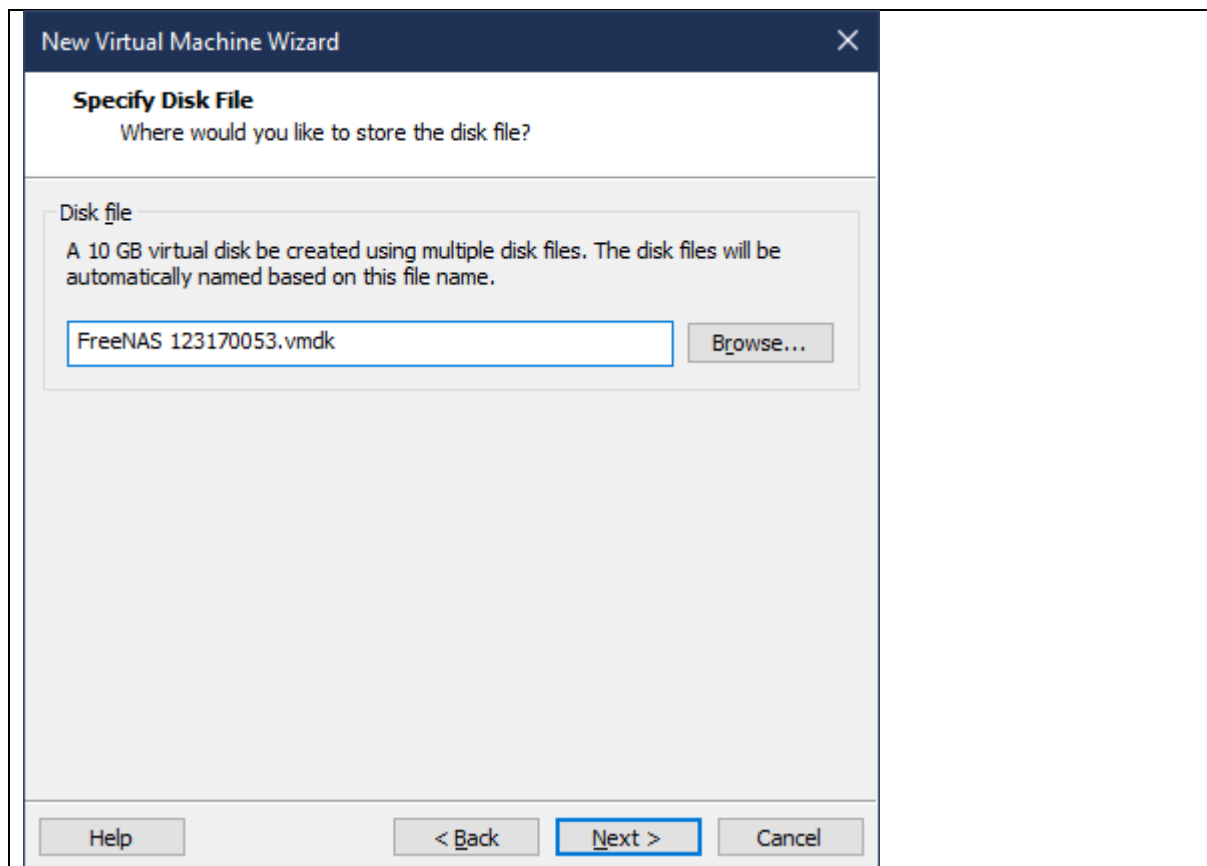 New Virtual Machine Wizard
Specify Disk File
Where would you like to store the disk file?
Disk file
A 10 GB virtual disk be created using multiple disk files. The disk files will be
automatically named based on this file name.
FreeNAS 123170053.vmdk
Browse...
Help
< Back
Next >
Cancel